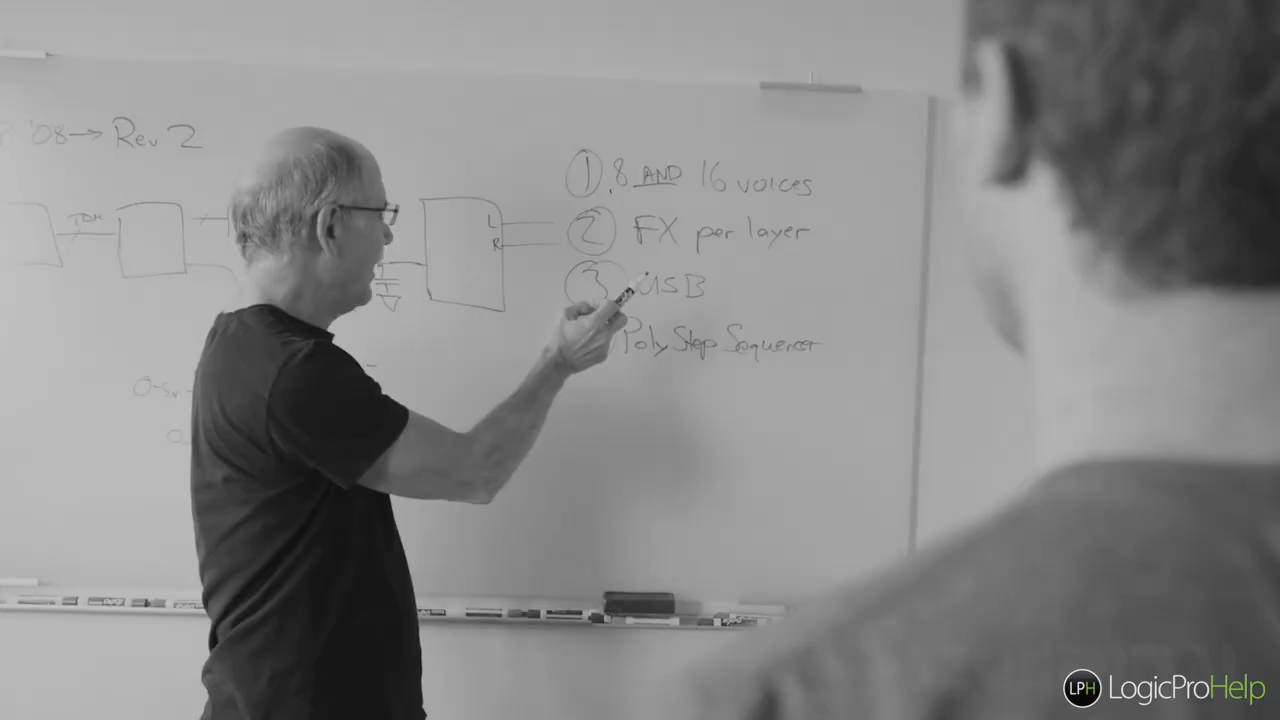 '08 → Rev 2
TDM
L
R
① 8 AND 16 voices
② FX per layer
③ USB
Poly Step Sequencer
LPH LogicProHelp